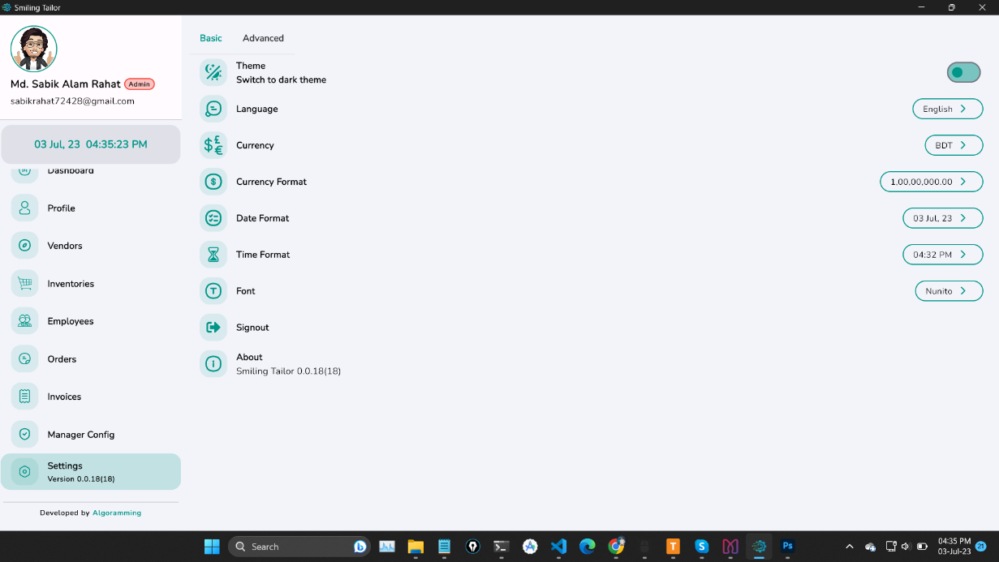 Smiling Tailor
Md. Sabik Alam Rahat Admin
sabikrahat72428@gmail.com
03 Jul, 23 04:35:23 PM
Dashboard
Profile
Vendors
Inventories
Employees
Orders
Invoices
Manager Config
Settings
Version 0.0.18(18)
Developed by Algoramming
Basic Advanced
Theme
Switch to dark theme
Language English
Currency BDT
Currency Format 1,00,00,000.00
Date Format 03 Jul, 23
Time Format 04:32 PM
Font Nunito
Signout
About
Smiling Tailor 0.0.18(18)
Search
04:35 PM
03-Jul-23
21